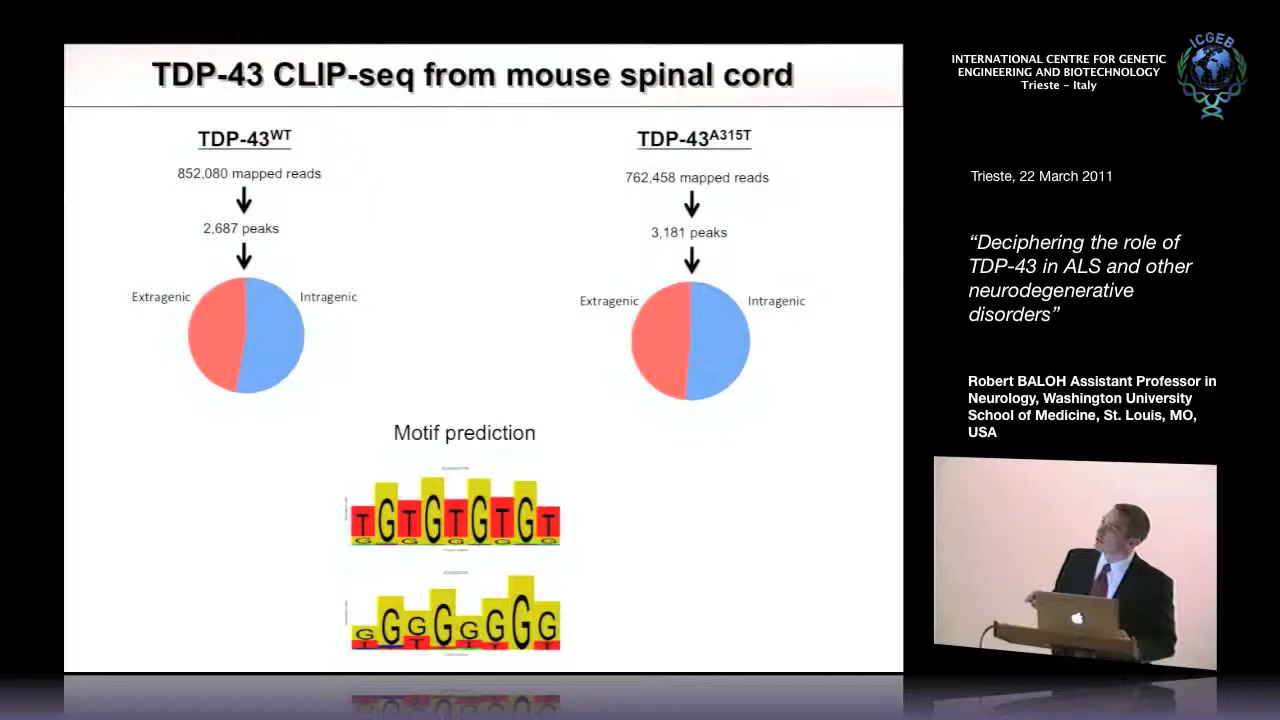 TDP-43 CLIP-seq from mouse spinal cord
TDP-43WT
852,080 mapped reads
2,687 peaks
Extragenic
Intragenic
TDP-43A315T
762,458 mapped reads
3,181 peaks
Extragenic
Intragenic
Motif prediction
TGTGTGTGT
GGGGGGGG
ICGEB
INTERNATIONAL CENTRE FOR GENETIC
ENGINEERING AND BIOTECHNOLOGY
Trieste – Italy
Trieste, 22 March 2011
“Deciphering the role of
TDP-43 in ALS and other
neurodegenerative
disorders”
Robert BALOH Assistant Professor in
Neurology, Washington University
School of Medicine, St. Louis, MO,
USA